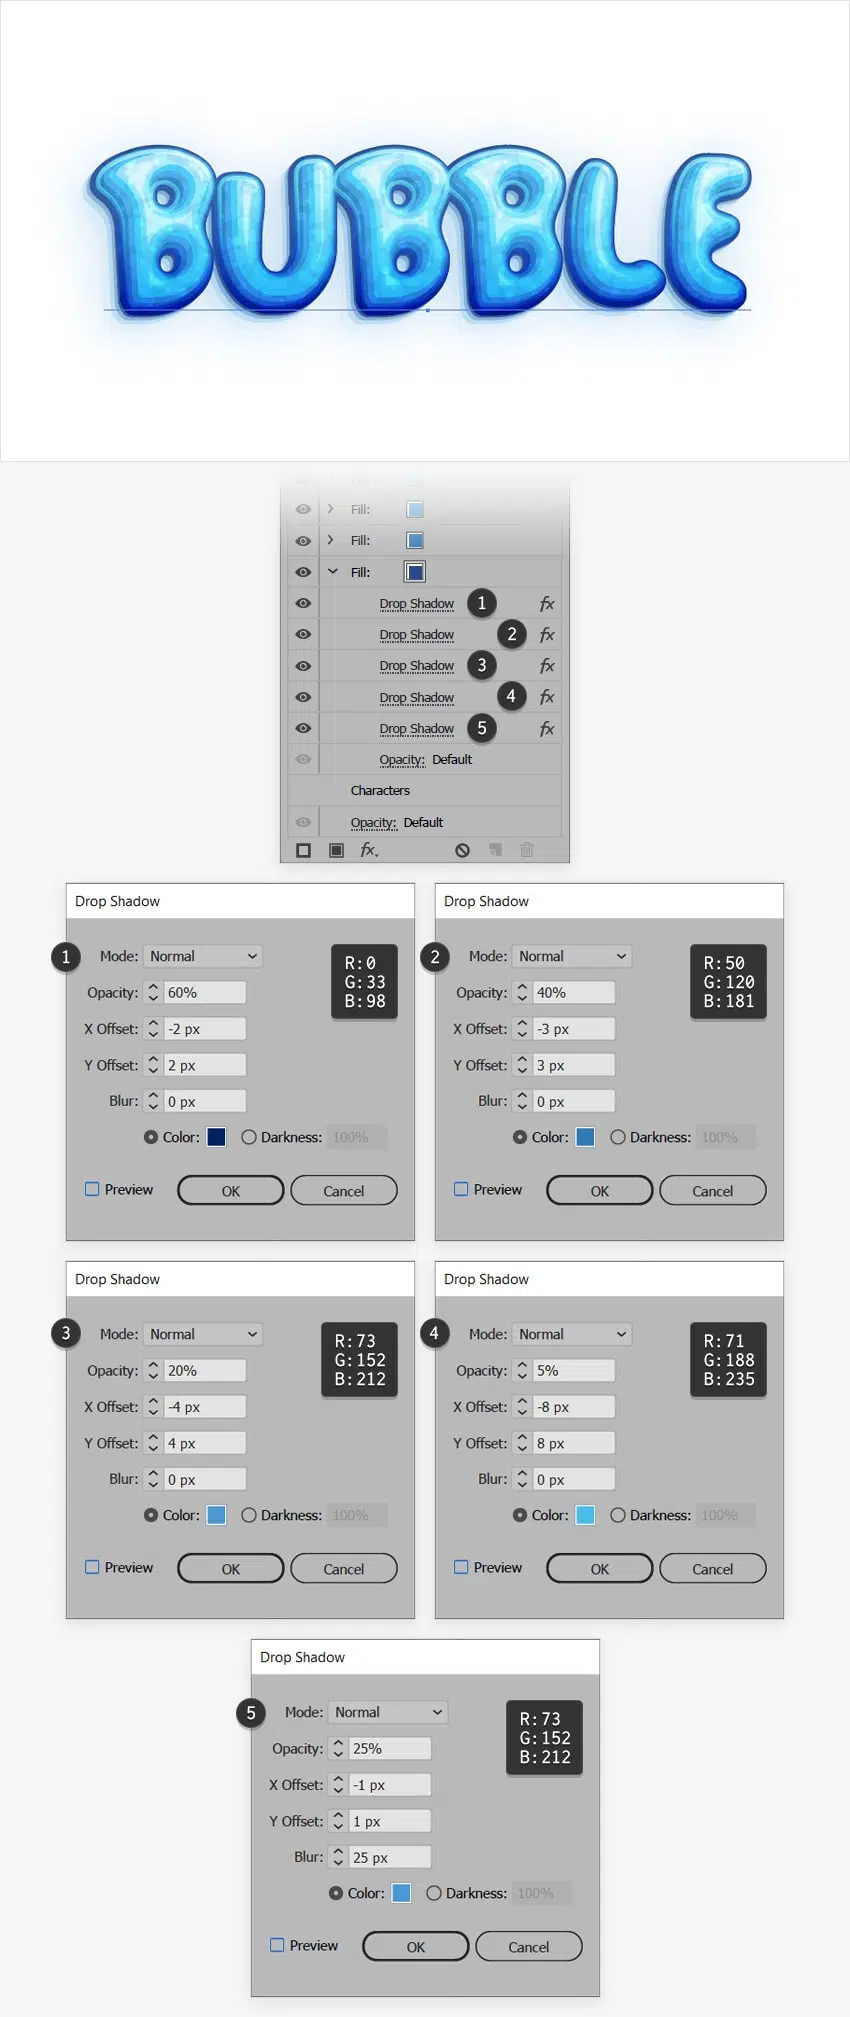 BUBBLE
Fill:
Fill:
Fill:
Drop Shadow 1 fx
Drop Shadow 2 fx
Drop Shadow 3 fx
Drop Shadow 4 fx
Drop Shadow 5 fx
Opacity: Default
Characters
Opacity: Default
fx.
Drop Shadow
1
Mode: Normal
R:0
G:33
B:98
Opacity: 60%
X Offset: -2 px
Y Offset: 2 px
Blur: 0 px
Color: Darkness: 100%
Preview OK Cancel
Drop Shadow
2
Mode: Normal
R:50
G:120
B:181
Opacity: 40%
X Offset: -3 px
Y Offset: 3 px
Blur: 0 px
Color: Darkness: 100%
Preview OK Cancel
Drop Shadow
3
Mode: Normal
R:73
G:152
B:212
Opacity: 20%
X Offset: -4 px
Y Offset: 4 px
Blur: 0 px
Color: Darkness: 100%
Preview OK Cancel
Drop Shadow
4
Mode: Normal
R:71
G:188
B:235
Opacity: 5%
X Offset: -8 px
Y Offset: 8 px
Blur: 0 px
Color: Darkness: 100%
Preview OK Cancel
Drop Shadow
5
Mode: Normal
R:73
G:152
B:212
Opacity: 25%
X Offset: -1 px
Y Offset: 1 px
Blur: 25 px
Color: Darkness: 100%
Preview OK Cancel